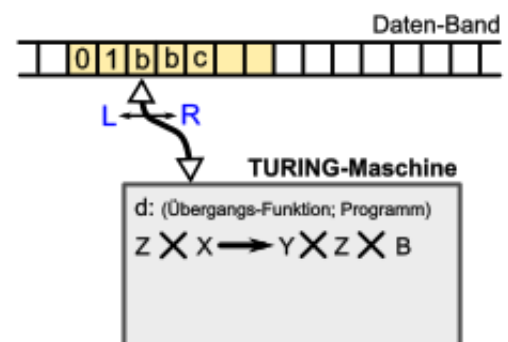 Daten-Band
0 1 b b c
L R
TURING-Maschine
d: (Übergangs-Funktion; Programm)
Z X X → Y X Z X B